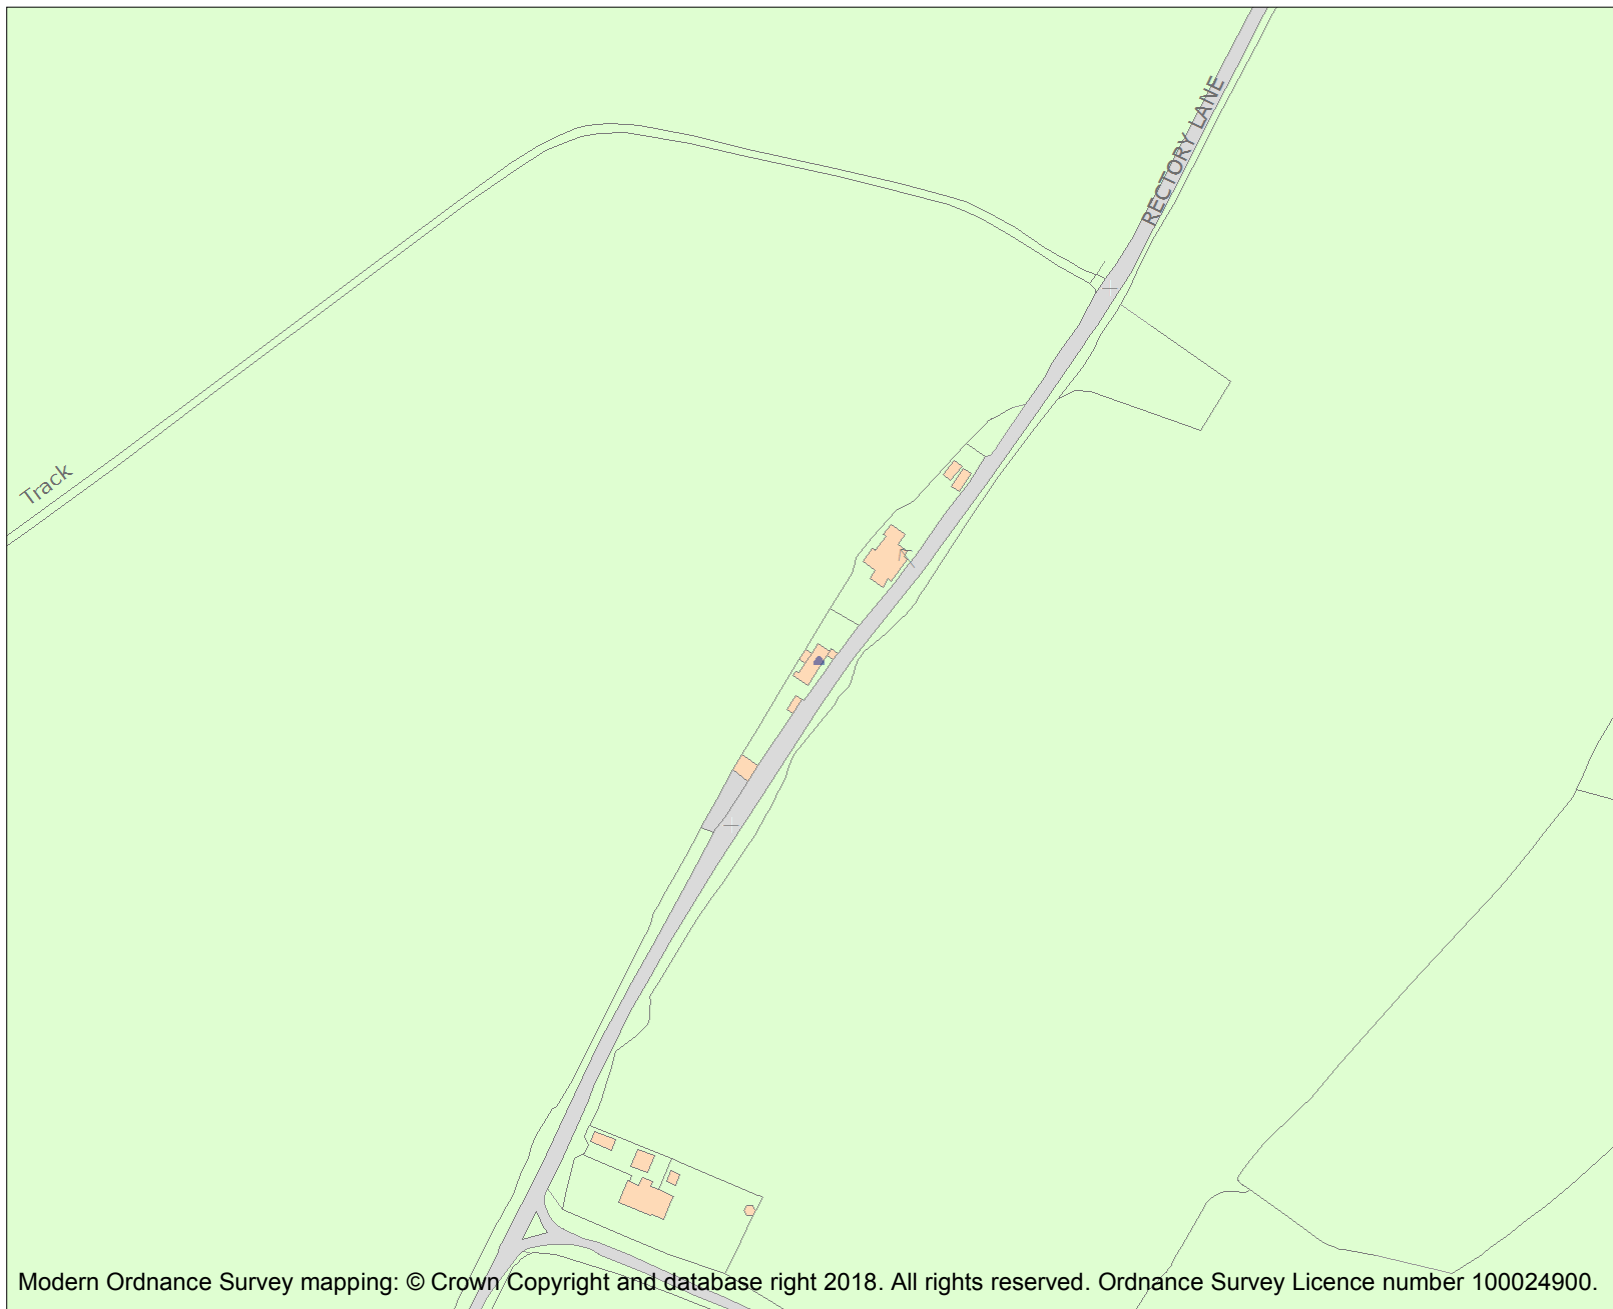 RECTORY LANE
Track
Modern Ordnance Survey mapping: © Crown Copyright and database right 2018. All rights reserved. Ordnance Survey Licence number 100024900.